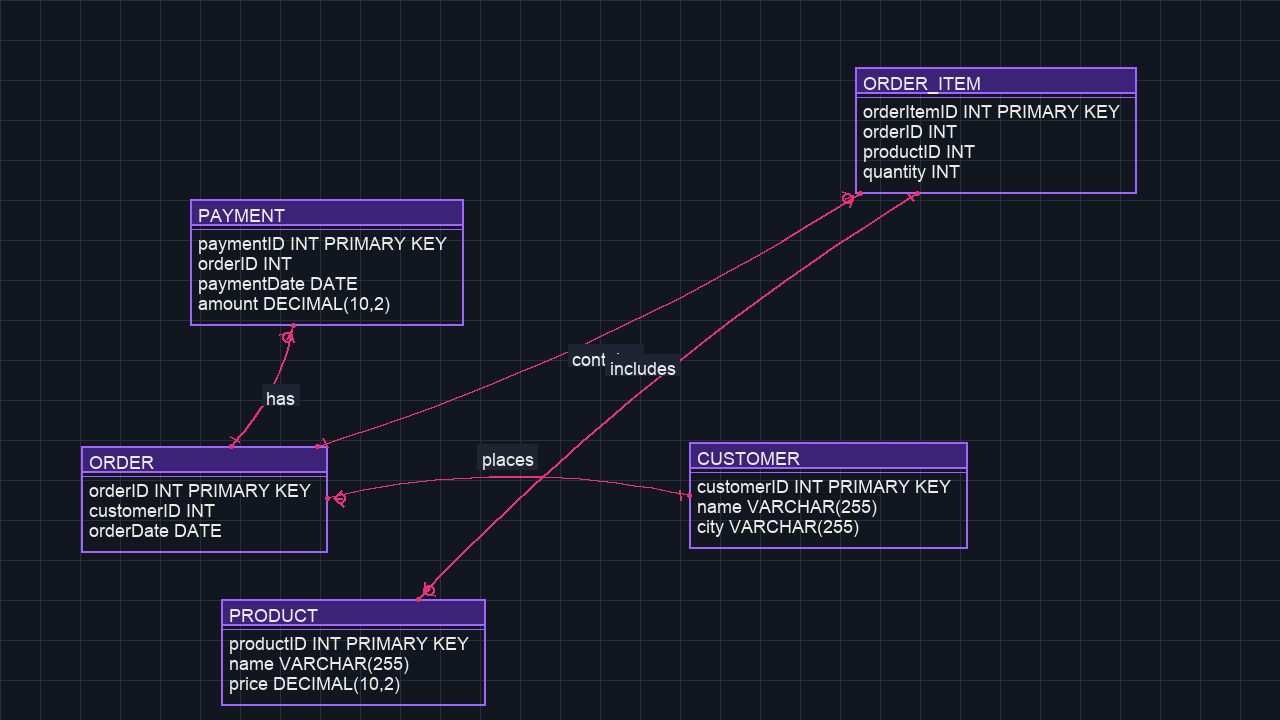 ORDER_ITEM
orderItemID INT PRIMARY KEY
orderID INT
productID INT
quantity INT
PAYMENT
paymentID INT PRIMARY KEY
orderID INT
paymentDate DATE
amount DECIMAL(10,2)
includes
has
places
ORDER
orderID INT PRIMARY KEY
customerID INT
orderDate DATE
CUSTOMER
customerID INT PRIMARY KEY
name VARCHAR(255)
city VARCHAR(255)
PRODUCT
productID INT PRIMARY KEY
name VARCHAR(255)
price DECIMAL(10,2)